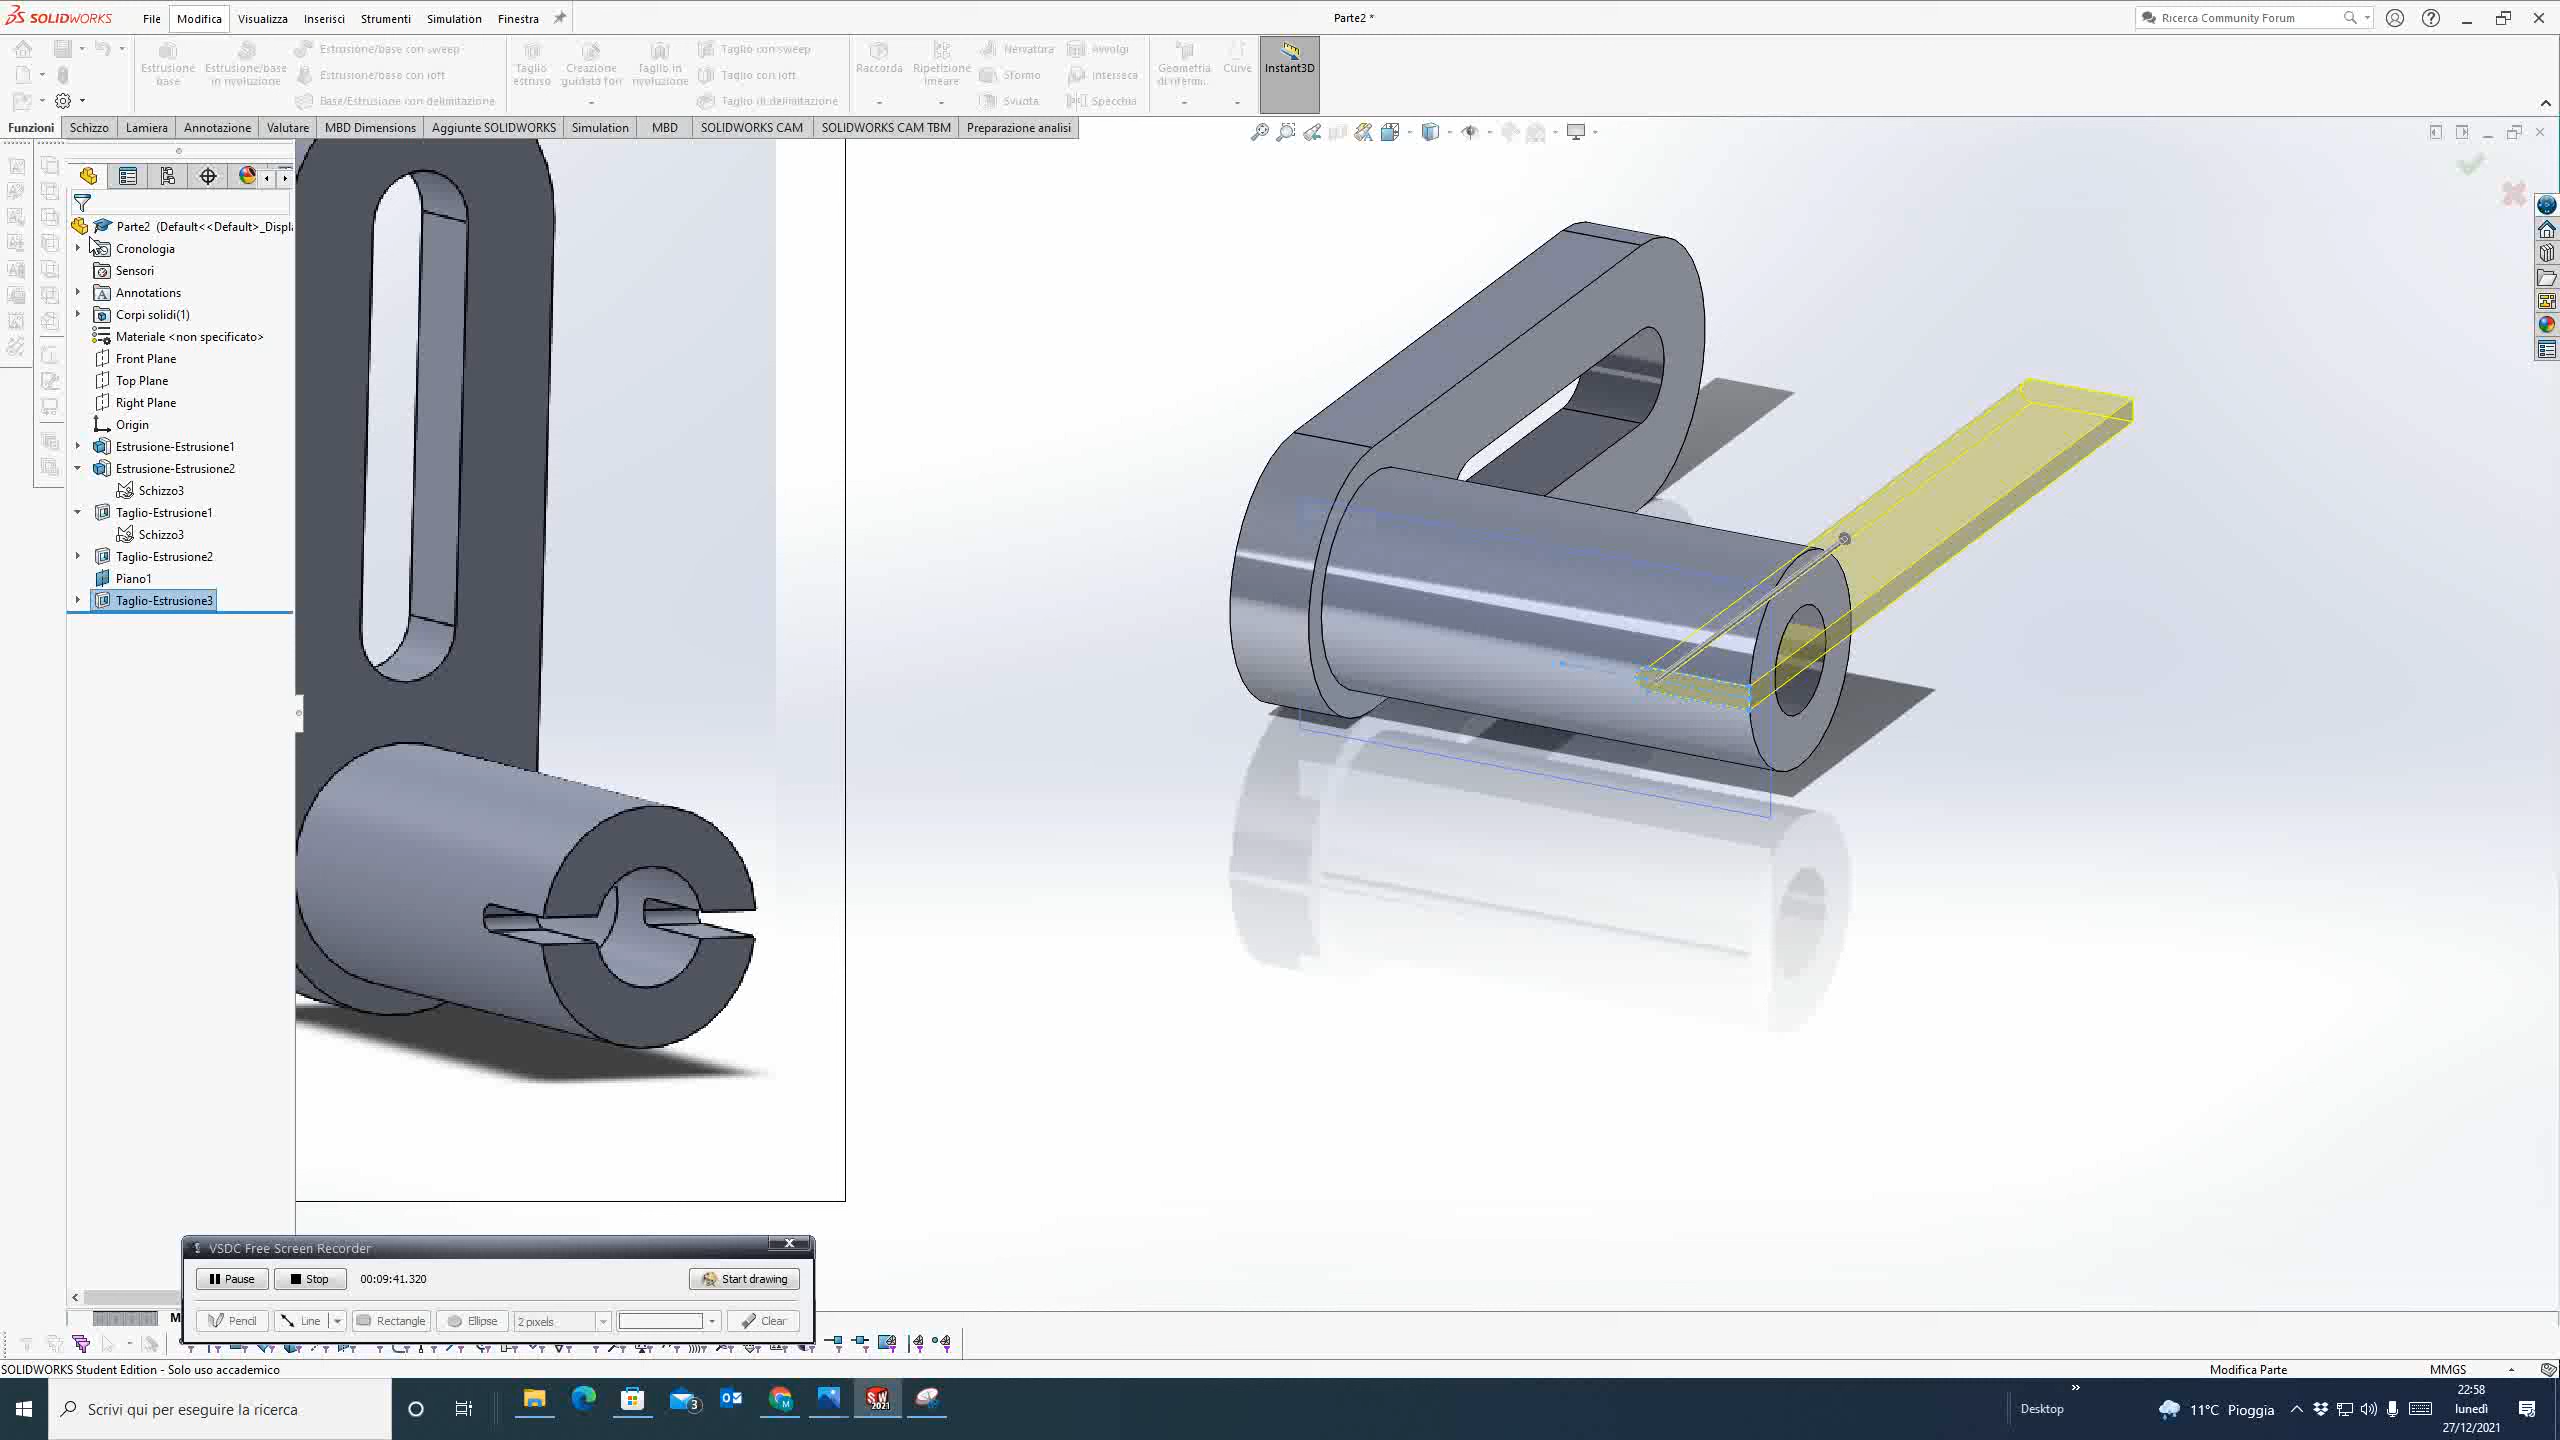 SOLIDWORKS File Modifica Visualizza Inserisci Strumenti Simulation Finestra
Parte2 *
Ricerca Community Forum
Estrusione base
Estrusione/base in rivoluzione
Estrusione/base con sweep
Estrusione/base con loft
Base/Estrusione con delimitazione
Taglio estruso
Creazione guidata fori
Taglio in rivoluzione
Taglio con sweep
Taglio con loft
Taglio di delimitazione
Raccorda
Ripetizione lineare
Nervatura
Sformo
Svuota
Avvolgi
Interseca
Specchia
Geometria di riferim...
Curve
Instant3D
Funzioni Schizzo Lamiera Annotazione Valutare MBD Dimensions Aggiunte SOLIDWORKS Simulation MBD SOLIDWORKS CAM SOLIDWORKS CAM TBM Preparazione analisi
Parte2 (Default<<Default>_Displa
Cronologia
Sensori
Annotations
Corpi solidi(1)
Materiale <non specificato>
Front Plane
Top Plane
Right Plane
Origin
Estrusione-Estrusione1
Estrusione-Estrusione2
Schizzo3
Taglio-Estrusione1
Schizzo3
Taglio-Estrusione2
Piano1
Taglio-Estrusione3
VSDC Free Screen Recorder
Pause Stop 00:09:41.320 Start drawing
Pencil Line Rectangle Ellipse 2 pixels Clear
M
SOLIDWORKS Student Edition - Solo uso accademico
Modifica Parte
MMGS
Scrivi qui per eseguire la ricerca
3
SW 2021
Desktop
11°C Pioggia
22:58
lunedì
27/12/2021